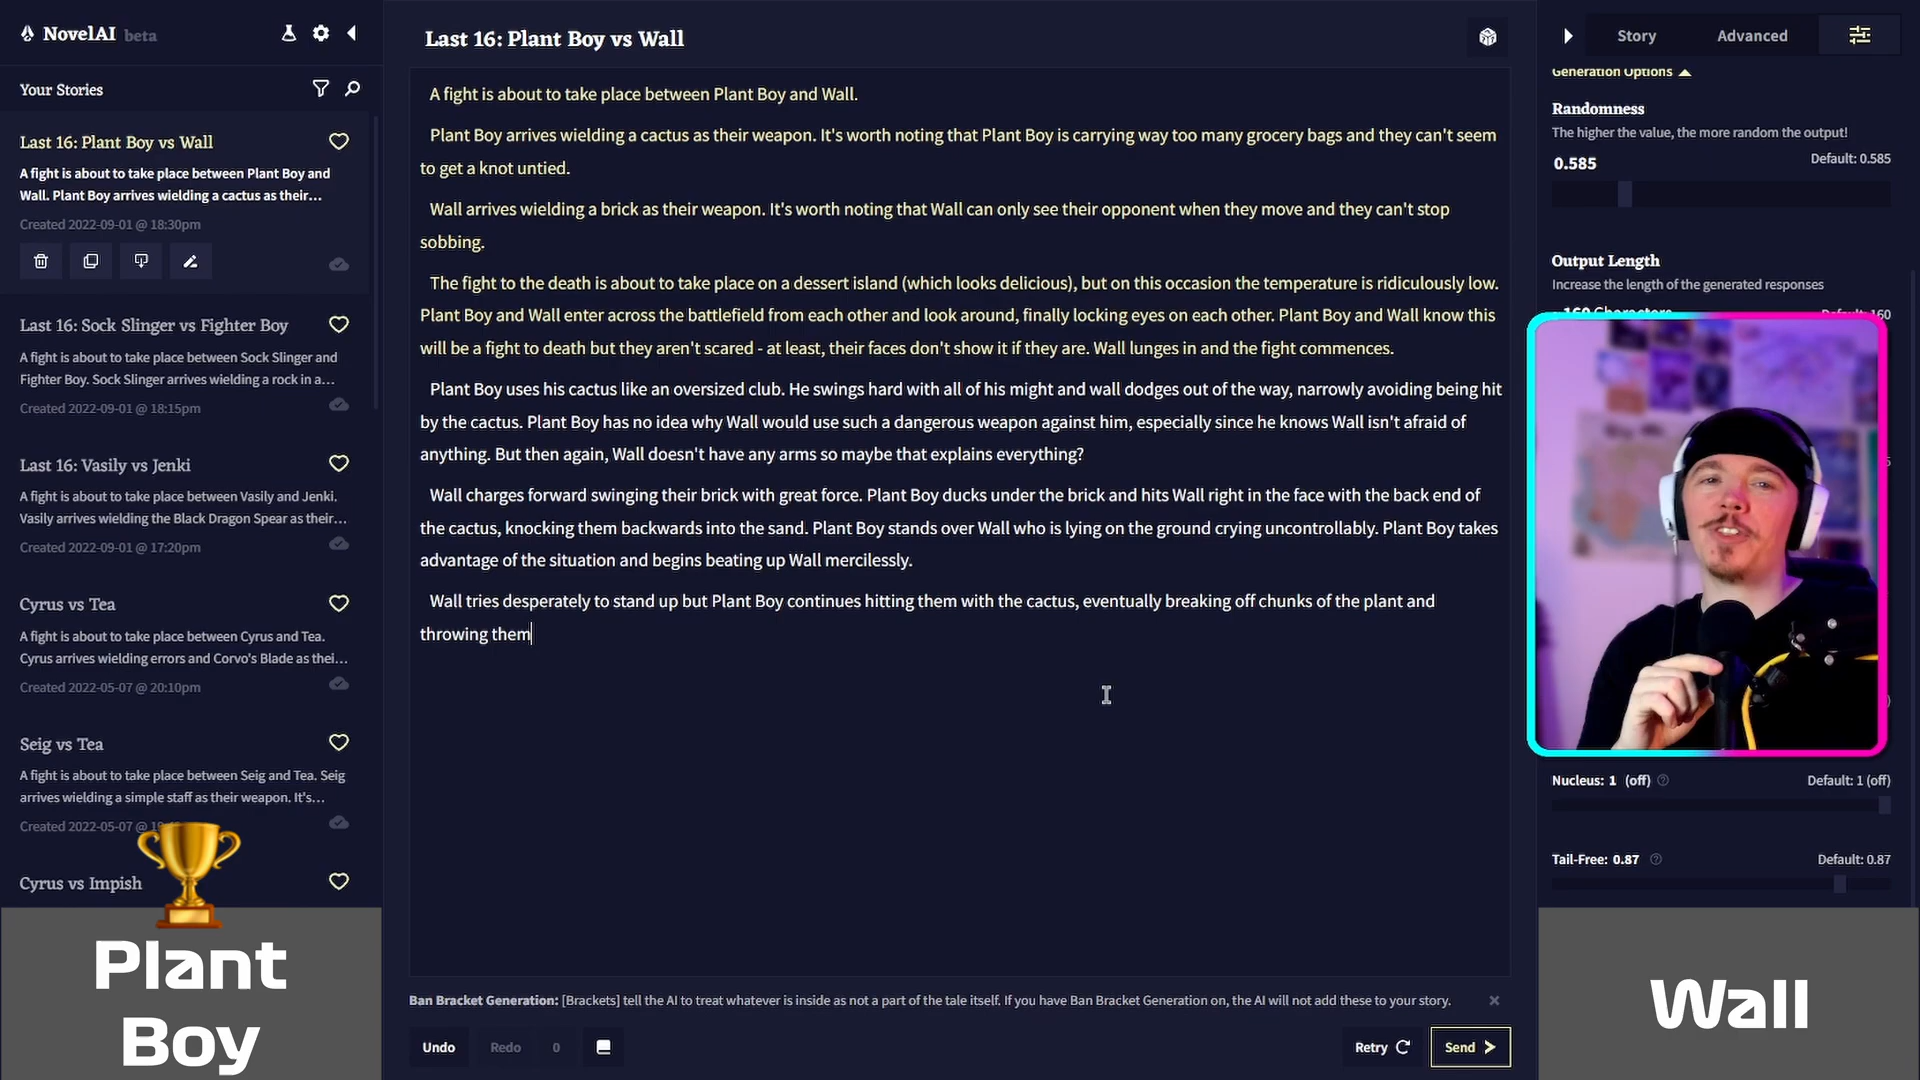 NovelAI beta
Your Stories
Last 16: Plant Boy vs Wall
A fight is about to take place between Plant Boy and
Wall. Plant Boy arrives wielding a cactus as their...
Created 2022-09-01 @ 18:30pm
Last 16: Sock Slinger vs Fighter Boy
A fight is about to take place between Sock Slinger and
Fighter Boy. Sock Slinger arrives wielding a rock in a...
Created 2022-09-01 @ 18:15pm
Last 16: Vasily vs Jenki
A fight is about to take place between Vasily and Jenki.
Vasily arrives wielding the Black Dragon Spear as their...
Created 2022-09-01 @ 17:20pm
Cyrus vs Tea
A fight is about to take place between Cyrus and Tea.
Cyrus arrives wielding errors and Corvo's Blade as thei...
Created 2022-05-07 @ 20:10pm
Seig vs Tea
A fight is about to take place between Seig and Tea. Seig
arrives wielding a simple staff as their weapon. It's...
Created 2022-05-07 @
Cyrus vs Impish
Plant
Boy
Last 16: Plant Boy vs Wall
A fight is about to take place between Plant Boy and Wall.
Plant Boy arrives wielding a cactus as their weapon. It's worth noting that Plant Boy is carrying way too many grocery bags and they can't seem
to get a knot untied.
Wall arrives wielding a brick as their weapon. It's worth noting that Wall can only see their opponent when they move and they can't stop
sobbing.
The fight to the death is about to take place on a dessert island (which looks delicious), but on this occasion the temperature is ridiculously low.
Plant Boy and Wall enter across the battlefield from each other and look around, finally locking eyes on each other. Plant Boy and Wall know this
will be a fight to death but they aren't scared - at least, their faces don't show it if they are. Wall lunges in and the fight commences.
Plant Boy uses his cactus like an oversized club. He swings hard with all of his might and wall dodges out of the way, narrowly avoiding being hit
by the cactus. Plant Boy has no idea why Wall would use such a dangerous weapon against him, especially since he knows Wall isn't afraid of
anything. But then again, Wall doesn't have any arms so maybe that explains everything?
Wall charges forward swinging their brick with great force. Plant Boy ducks under the brick and hits Wall right in the face with the back end of
the cactus, knocking them backwards into the sand. Plant Boy stands over Wall who is lying on the ground crying uncontrollably. Plant Boy takes
advantage of the situation and begins beating up Wall mercilessly.
Wall tries desperately to stand up but Plant Boy continues hitting them with the cactus, eventually breaking off chunks of the plant and
throwing them
Ban Bracket Generation: [Brackets] tell the AI to treat whatever is inside as not a part of the tale itself. If you have Ban Bracket Generation on, the AI will not add these to your story.
Undo
Redo
0
Retry
Send
Story
Advanced
Generation Options
Randomness
The higher the value, the more random the output!
0.585
Default: 0.585
Output Length
Increase the length of the generated responses
Nucleus: 1 (off)
Default: 1 (off)
Tail-Free: 0.87
Default: 0.87
Wall